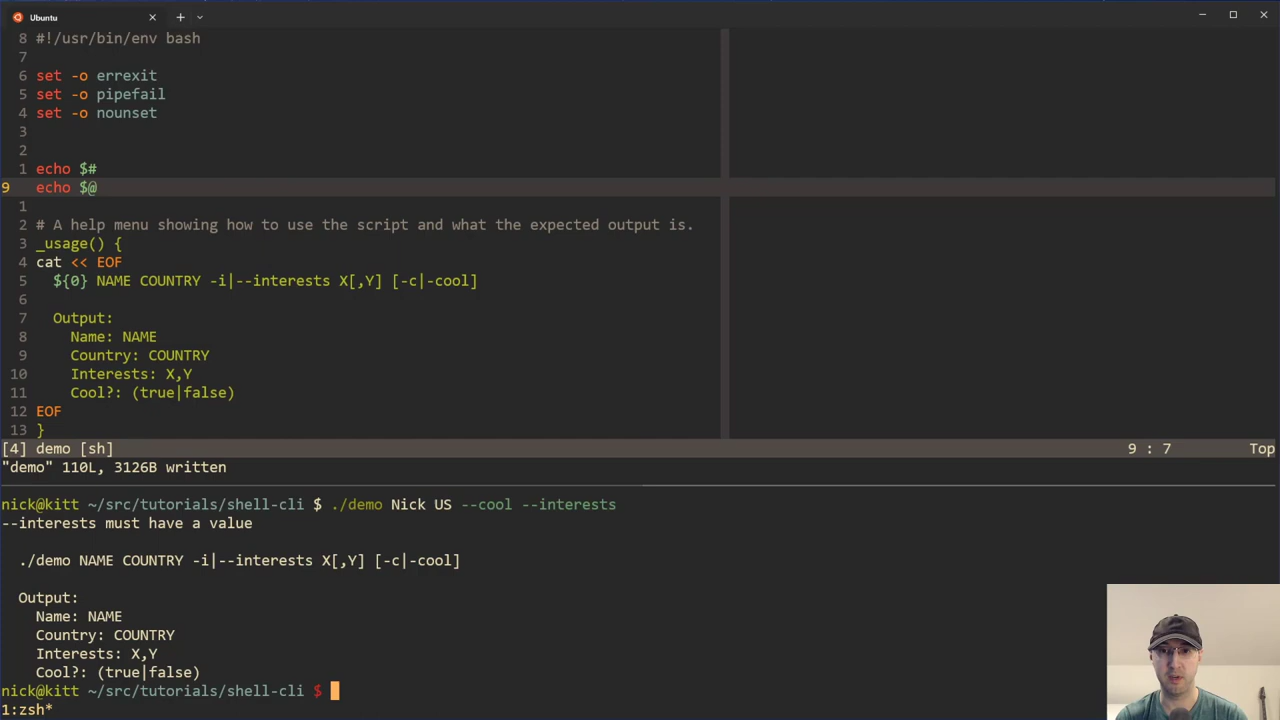 Ubuntu
8 #!/usr/bin/env bash
7
6 set -o errexit
5 set -o pipefail
4 set -o nounset
3
2
1 echo $#
9 echo $@
1
2 # A help menu showing how to use the script and what the expected output is.
3 _usage() {
4 cat << EOF
5 ${0} NAME COUNTRY -i|--interests X[,Y] [-c|-cool]
6
7 Output:
8 Name: NAME
9 Country: COUNTRY
10 Interests: X,Y
11 Cool?: (true|false)
12 EOF
13 }
[4] demo [sh] 9 : 7 Top
"demo" 110L, 3126B written
nick@kitt ~/src/tutorials/shell-cli $ ./demo Nick US --cool --interests
--interests must have a value
./demo NAME COUNTRY -i|--interests X[,Y] [-c|-cool]
Output:
Name: NAME
Country: COUNTRY
Interests: X,Y
Cool?: (true|false)
nick@kitt ~/src/tutorials/shell-cli $
1:zsh*